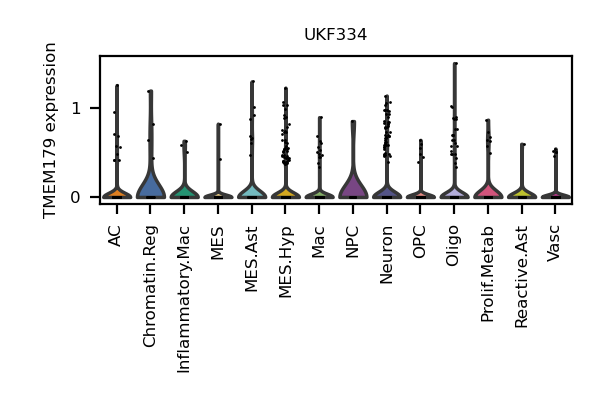 UKF334
TMEM179 expression
1
0
AC
Chromatin.Reg
Inflammatory.Mac
MES
MES.Ast
MES.Hyp
Mac
NPC
Neuron
OPC
Oligo
Prolif.Metab
Reactive.Ast
Vasc